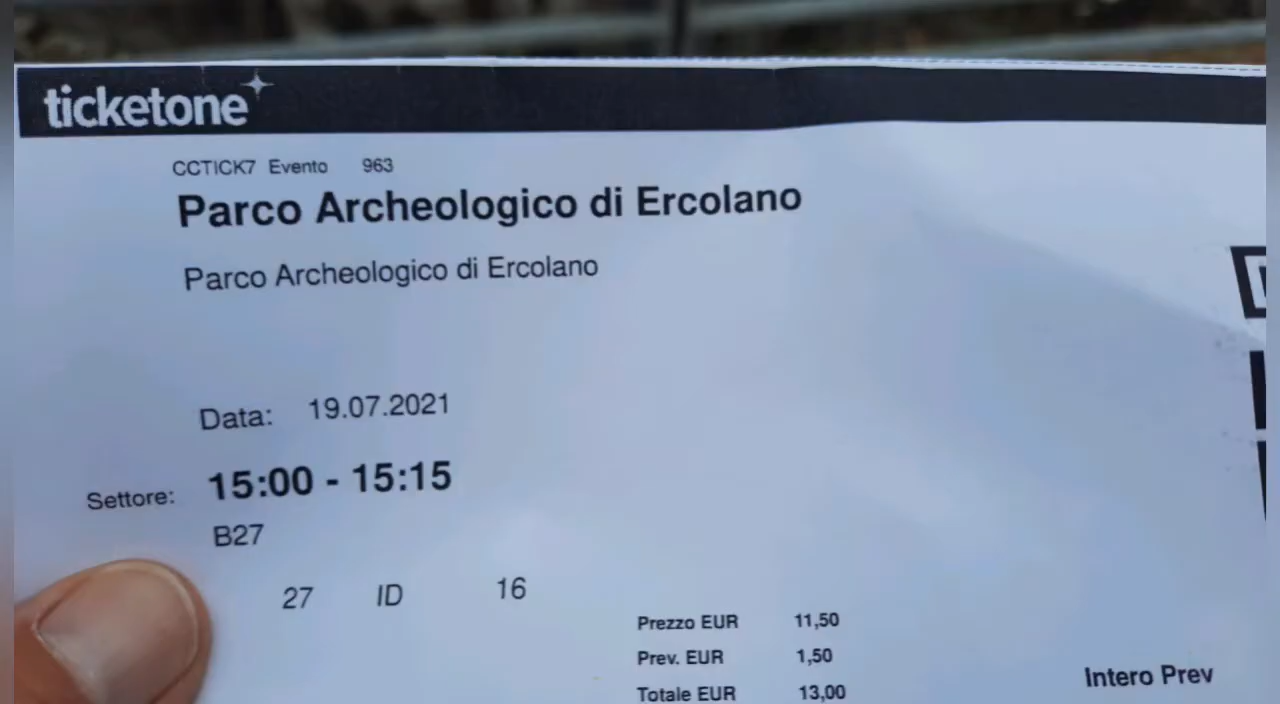 ticketone
CCTICK7 Evento 963
Parco Archeologico di Ercolano
Parco Archeologico di Ercolano
Data: 19.07.2021
Settore: 15:00 - 15:15
B27
27 ID 16
Prezzo EUR 11,50
Prev. EUR 1,50
Totale EUR 13,00
Intero Prev